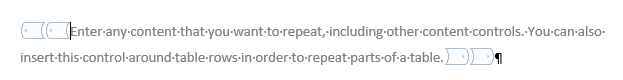 Enter any content that you want to repeat, including other content controls. You can also
insert this control around table rows in order to repeat parts of a table. ¶